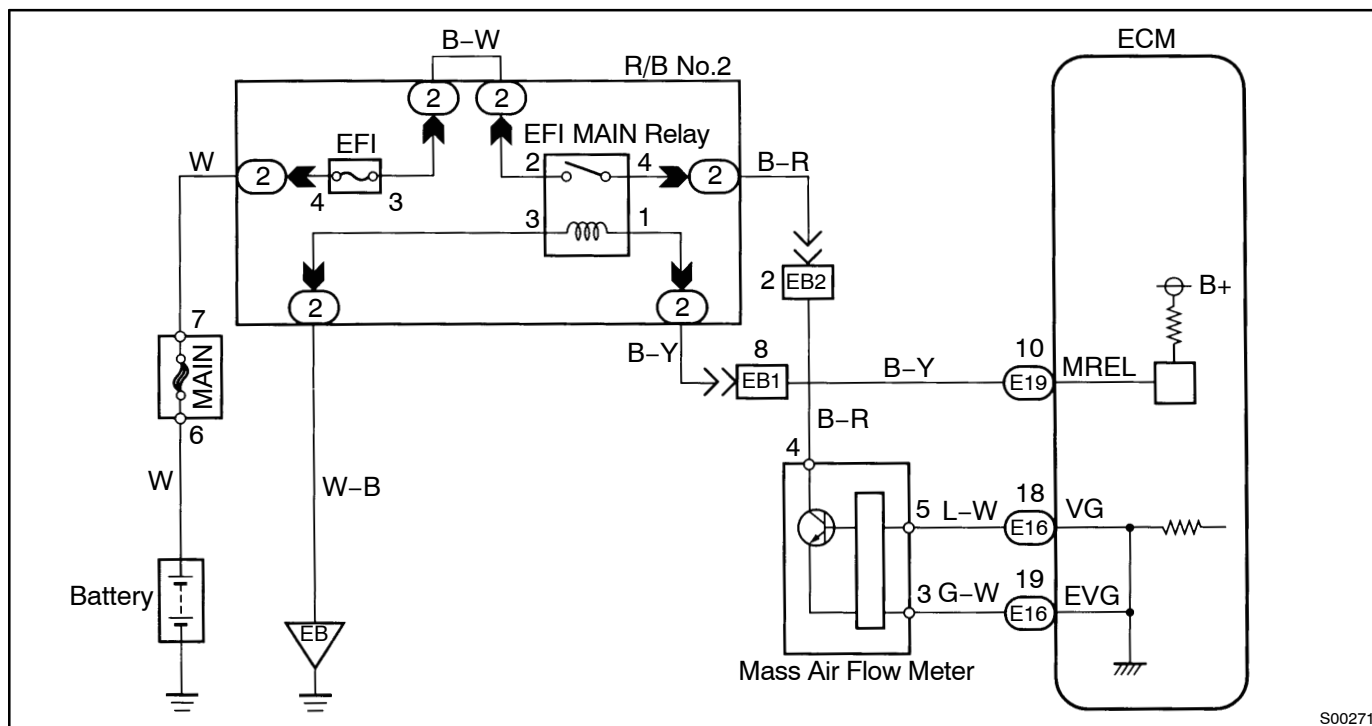 ECM
B–W
R/B No.2
2
2
EFI
EFI MAIN Relay
W
2
4
3
2
4
2
B–R
B+
3
1
2
2
2
EB2
7
MAIN
6
B–Y
8
EB1
B–Y
10
E19
MREL
B–R
W
W–B
4
5
L–W
18
E16
VG
3
G–W
19
E16
EVG
Battery
EB
Mass Air Flow Meter
S00271